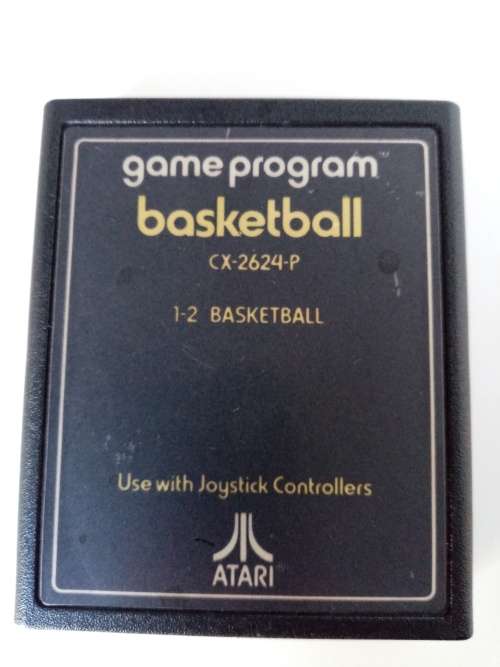 game program
basketball
CX-2624-P
1-2 BASKETBALL
Use with Joystick Controllers
ATARI